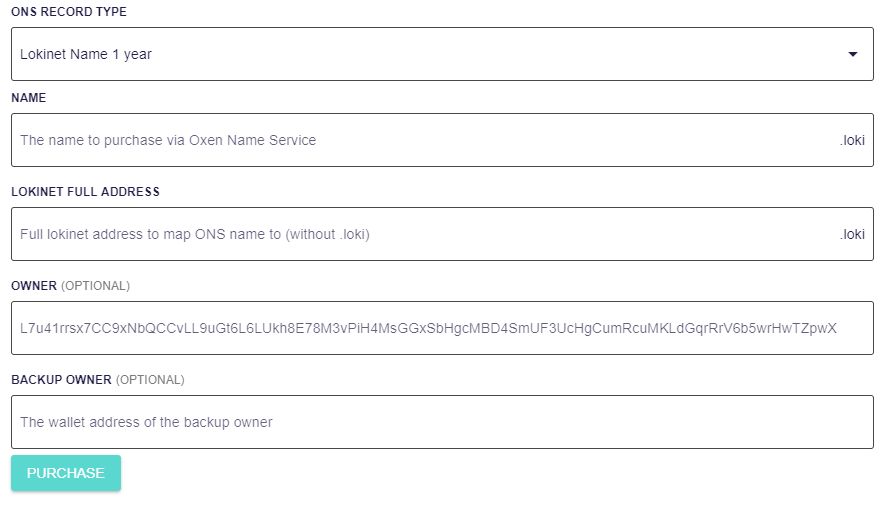 ONS RECORD TYPE
Lokinet Name 1 year
NAME
The name to purchase via Oxen Name Service .loki
LOKINET FULL ADDRESS
Full lokinet address to map ONS name to (without .loki) .loki
OWNER (OPTIONAL)
L7u41rrsx7CC9xNbQCCvLL9uGt6L6LUkh8E78M3vPiH4MsGGxSbHgcMBD4SmUF3UcHgCumRcuMKLdGqrRrV6b5wrHwTZpwX
BACKUP OWNER (OPTIONAL)
The wallet address of the backup owner
PURCHASE